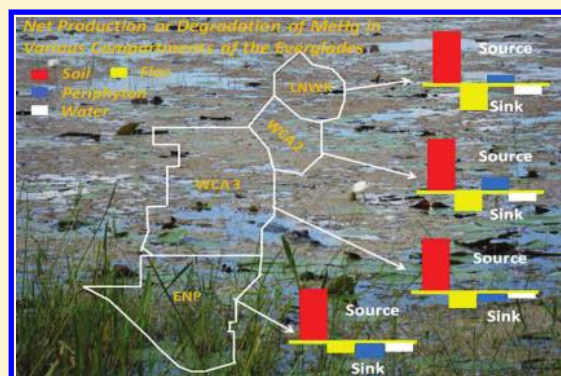 Net Production or Degradation of MeHg in
Various Compartments of the Everglades
Soil Floc
Periphyton
Water
LNWR
WCA2
WCA 3
ENP
Source
Sink
Source
Sink
Source
Sink
Source
Sink